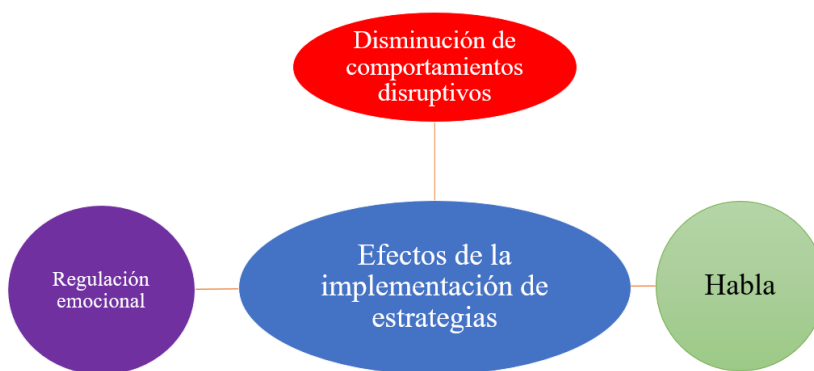 Disminución de
comportamientos
disruptivos
Regulación
emocional
Efectos de la
implementación de
estrategias
Habla